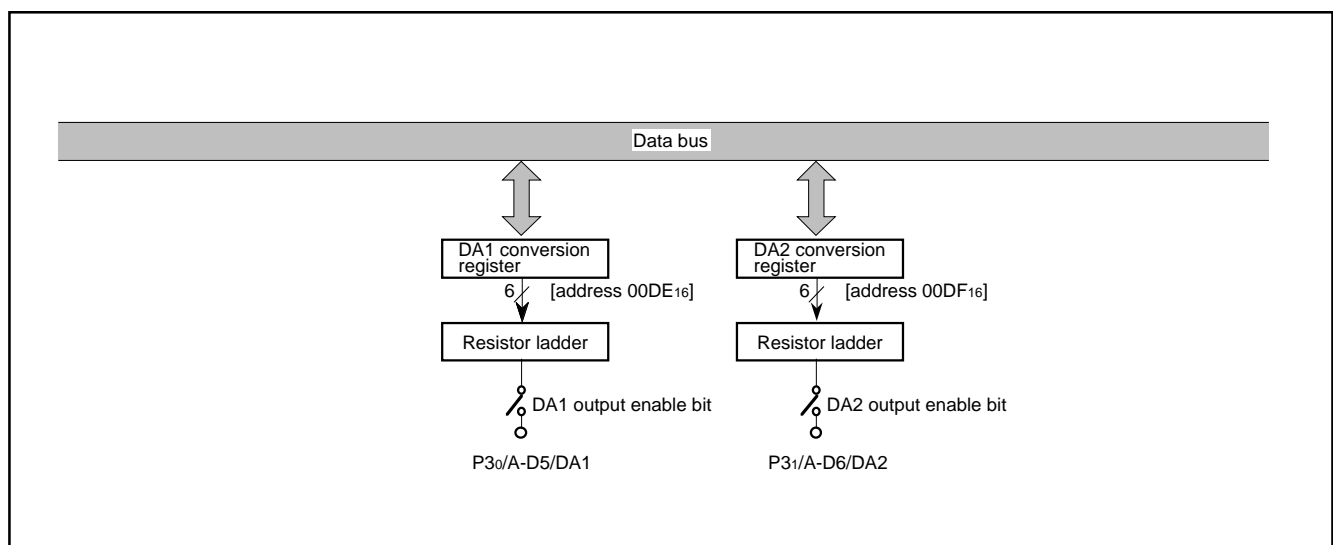 Data bus
DA1 conversion
register
DA2 conversion
register
6 [address 00DE16]
6 [address 00DF16]
Resistor ladder
Resistor ladder
DA1 output enable bit
DA2 output enable bit
P30/A-D5/DA1
P31/A-D6/DA2